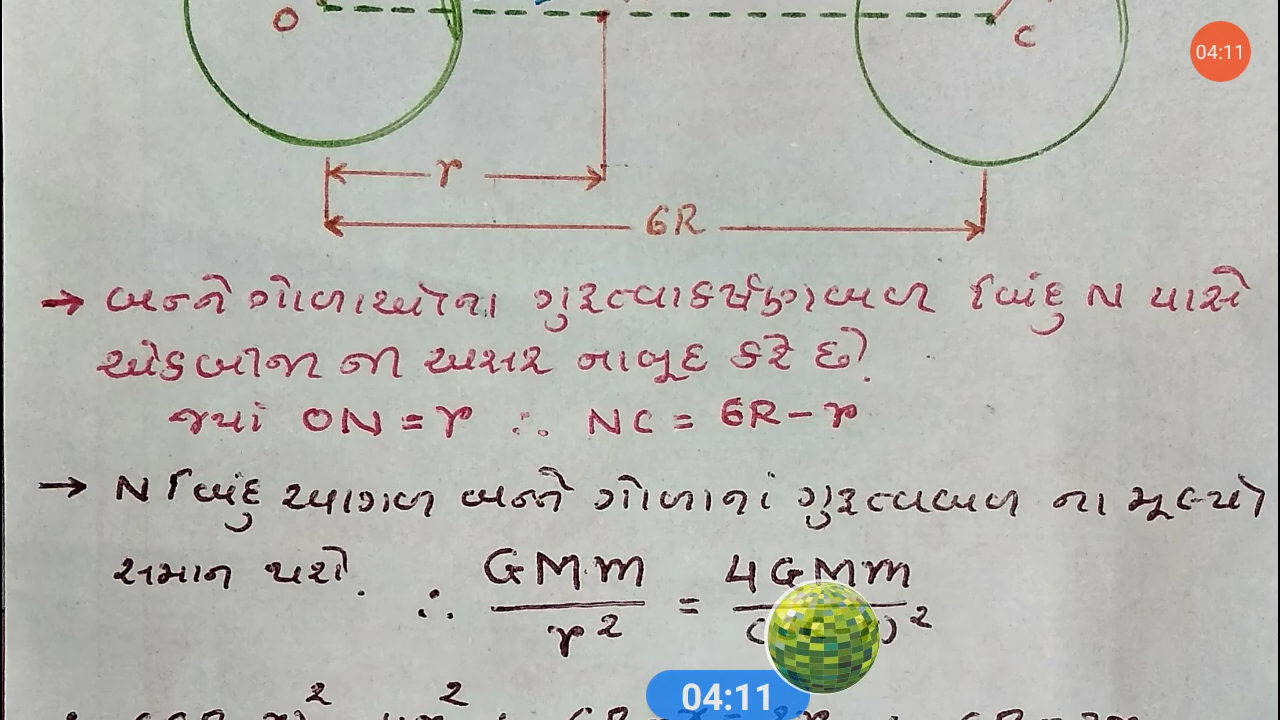 O
C
04:11
r
6R
→ બન્ને ગોળાઓના ગુરૂત્વાકર્ષણબળ બિંદુ N પાસે
એકબીજા ની અસર નાબૂદ કરે છે.
જ્યાં ON = r ∴ NC = 6R - r
→ N બિંદુ આગળ બન્ને ગોળાનાં ગુરૂત્વબળ ના મૂલ્યો
સમાન થશે. ∴ GMm / r² = 4GMm / ( )²
04:11